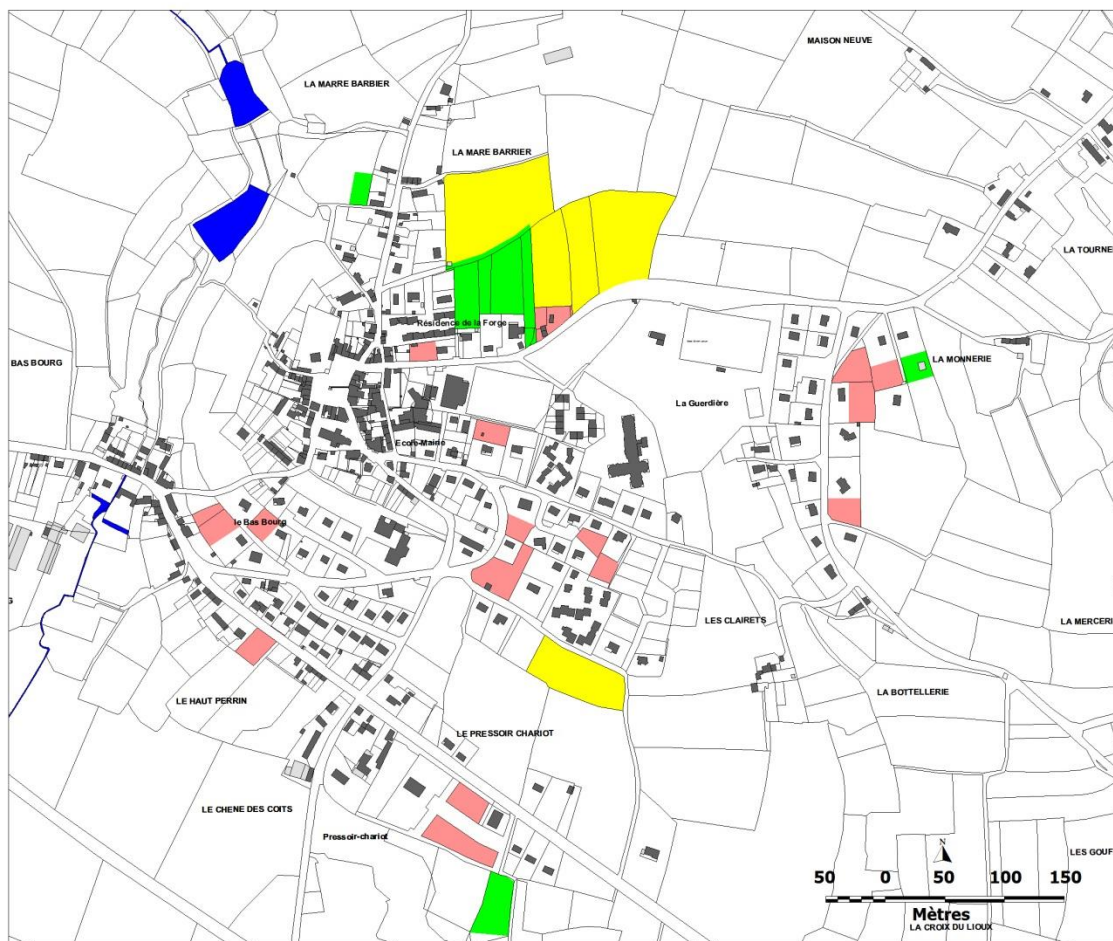 MAISON NEUVE
LA MARRE BARBIER
LA MARE BARRIER
LA TOURNE
Résidence de la Forge
BAS BOURG
LA MONNERIE
La Guerdière
Ecole-Mairie
le Bas Bourg
G
LES CLAIRETS
LA MERCERI
LE HAUT PERRIN
LA BOTTELLERIE
LE PRESSOIR CHARIOT
LE CHENE DES COITS
Pressoir-chariot
N
LES GOUF
50 0 50 100 150
Mètres
LA CROIX DU LIOUX